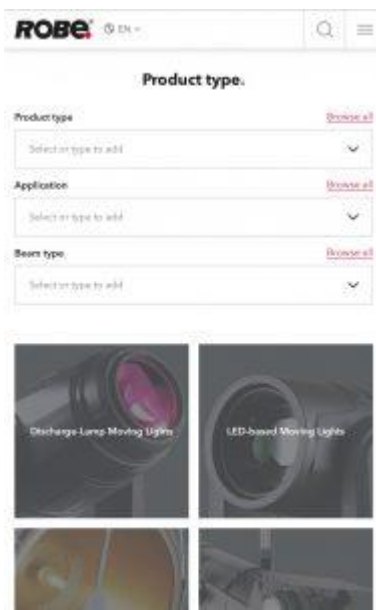 ROBE
EN
Product type.
Product type
Browse all
Select or type to add
Application
Browse all
Select or type to add
Beam type
Browse all
Select or type to add
Discharge-Lamp Moving Lights
LED-based Moving Lights